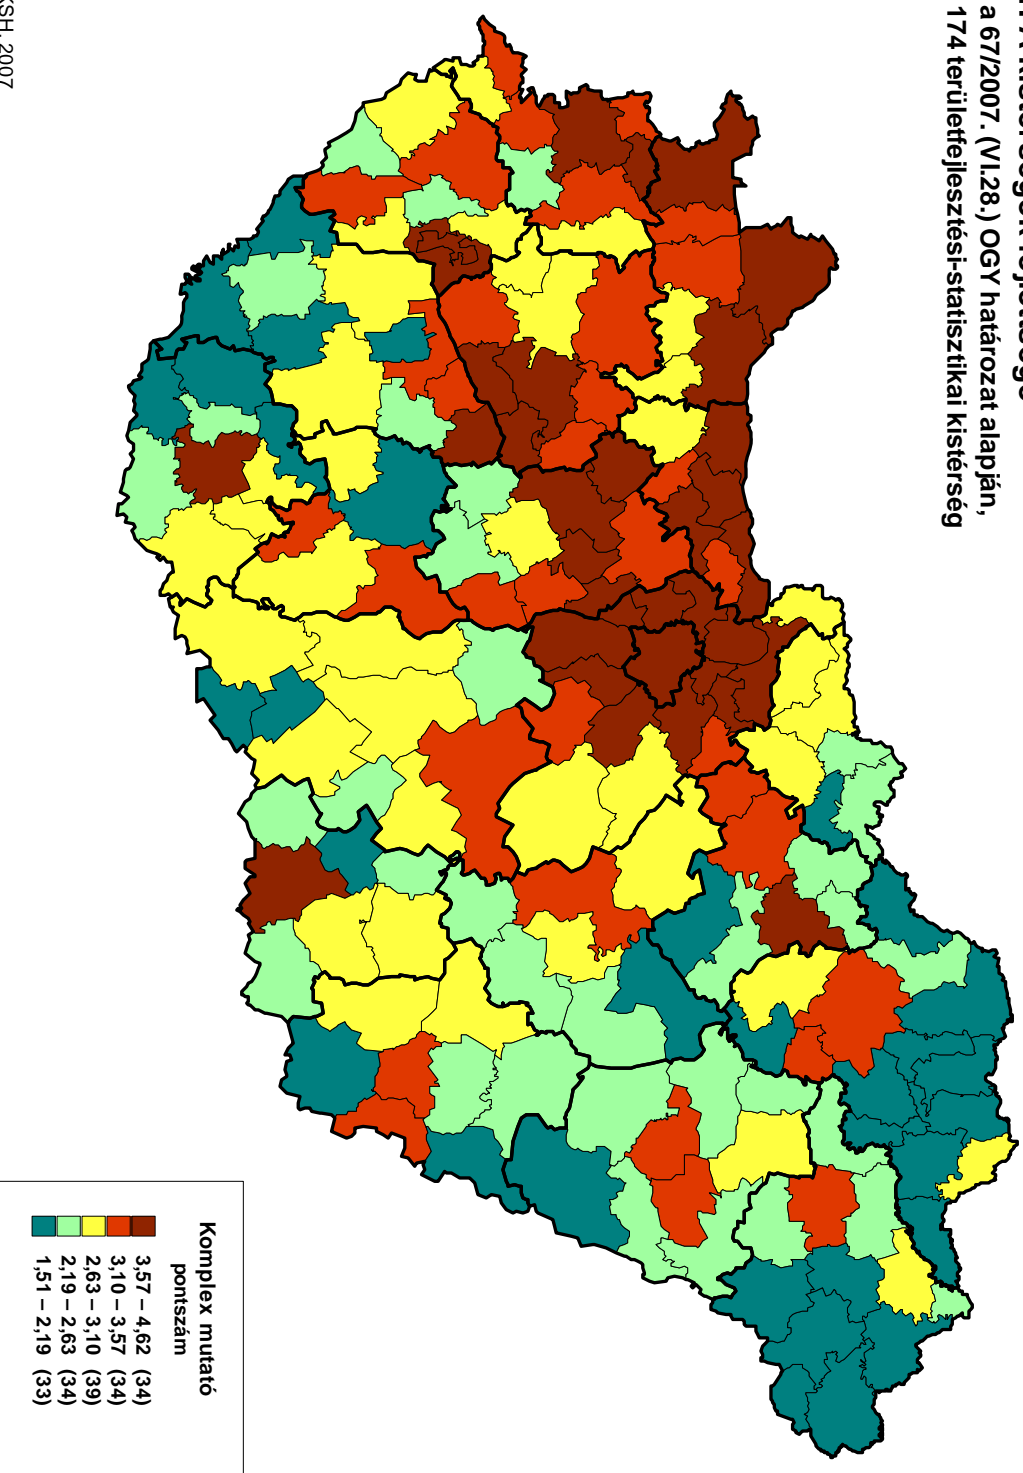 a 67/2007. (VI.28.) OGY határozat alapján,
174 területfejlesztési-statisztikai kistérség
Komplex mutató
pontszám
3,57 – 4,62 (34)
3,10 – 3,57 (34)
2,63 – 3,10 (39)
2,19 – 2,63 (34)
1,51 – 2,19 (33)
KSH, 2007